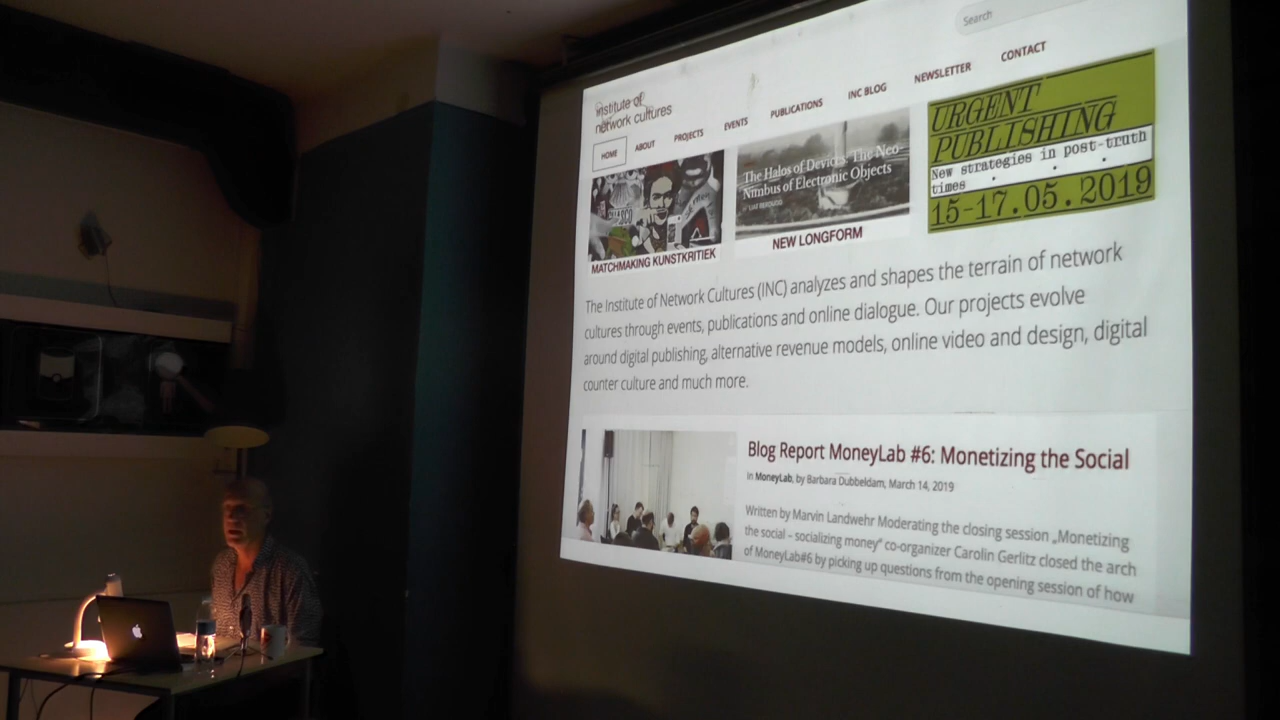 Search
institute of
network cultures
HOME
ABOUT
PROJECTS
EVENTS
PUBLICATIONS
INC BLOG
NEWSLETTER
CONTACT
MATCHMAKING KUNSTKRITIEK
The Halos of Devices: The Neo-
Nimbus of Electronic Objects
NEW LONGFORM
URGENT
PUBLISHING
New strategies in post-truth
times
15-17.05.2019
The Institute of Network Cultures (INC) analyzes and shapes the terrain of network
cultures through events, publications and online dialogue. Our projects evolve
around digital publishing, alternative revenue models, online video and design, digital
counter culture and much more.
Blog Report MoneyLab #6: Monetizing the Social
In MoneyLab, by Barbara Dubbeldam, March 14, 2019
Written by Marvin Landwehr Moderating the closing session „Monetizing
the social – socializing money“ co-organizer Carolin Gerlitz closed the arch
of MoneyLab#6 by picking up questions from the opening session of how